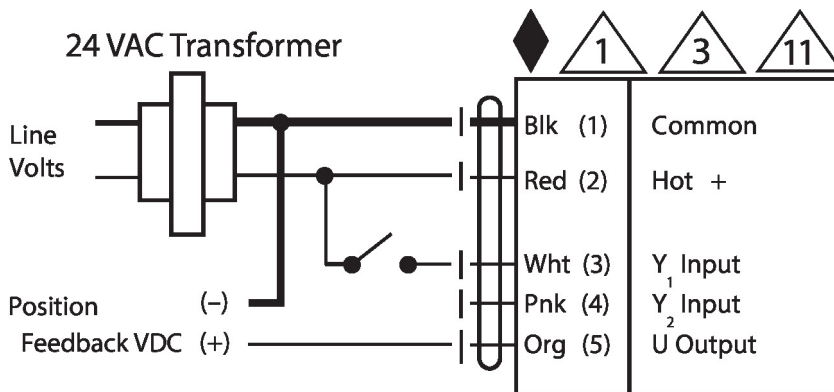 24 VAC Transformer
1 3 11
Line
Volts
Blk (1) Common
Red (2) Hot +
Wht (3) Y1 Input
Pnk (4) Y2 Input
Org (5) U Output
Position (–)
Feedback VDC (+)